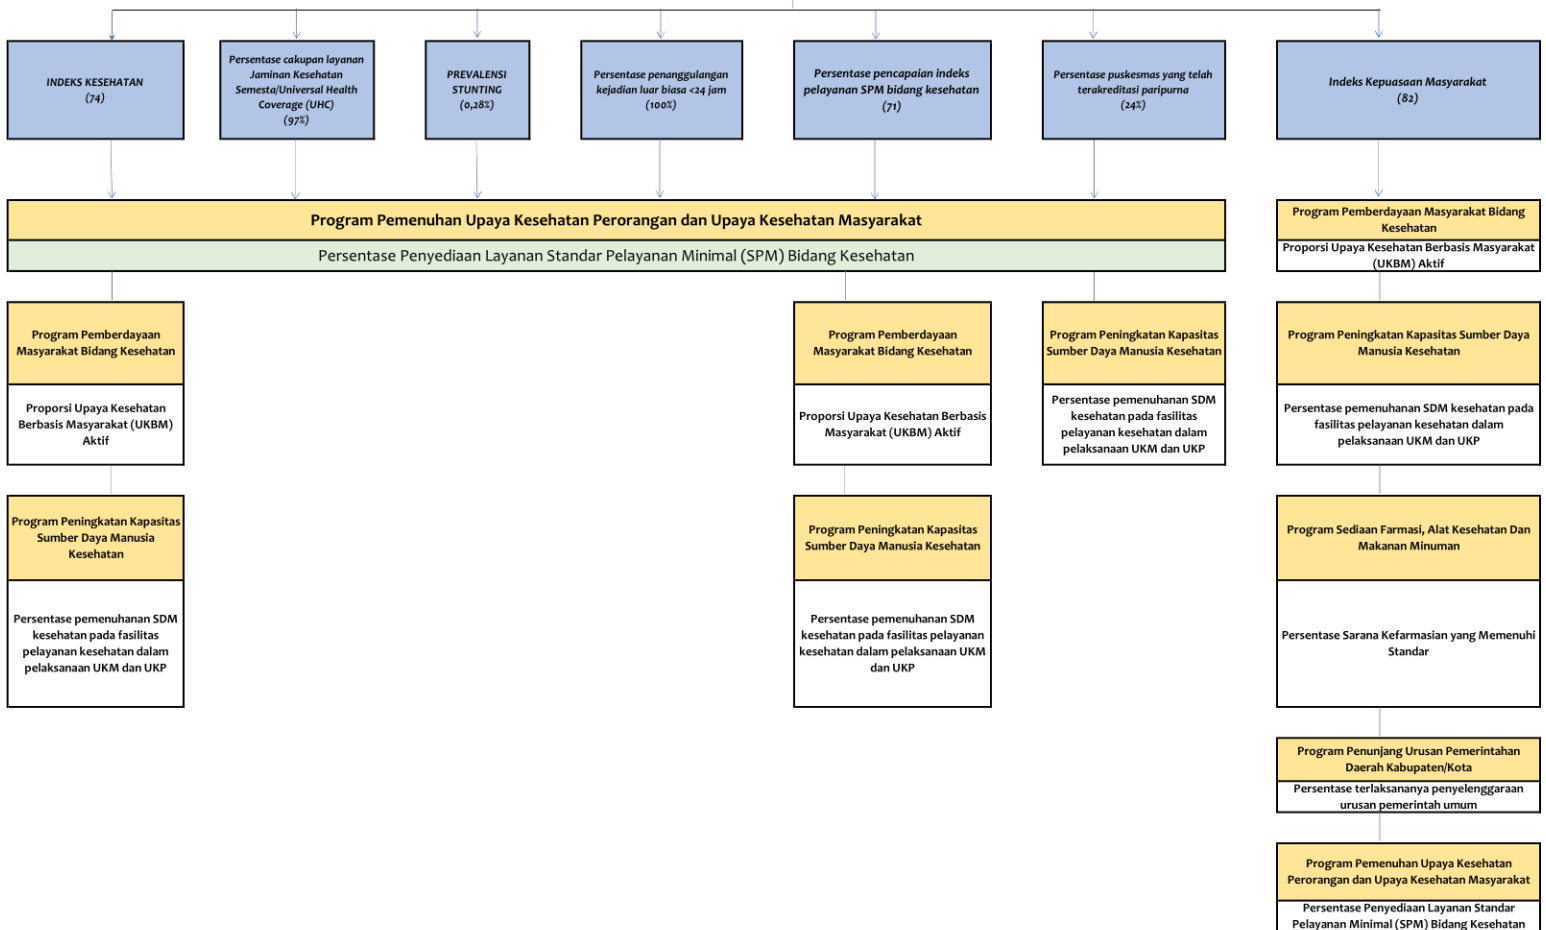 INDEKS KESEHATAN
(74)
Persentase cakupan layanan
Jaminan Kesehatan
Semesta/Universal Health
Coverage (UHC)
(97%)
PREVALENSI
STUNTING
(0,28%)
Persentase penanggulangan
kejadian luar biasa <24 jam
(100%)
Persentase pencapaian indeks
pelayanan SPM bidang kesehatan
(71)
Persentase puskesmas yang telah
terakreditasi paripurna
(24%)
Indeks Kepuasaan Masyarakat
(82)
Program Pemenuhan Upaya Kesehatan Perorangan dan Upaya Kesehatan Masyarakat
Persentase Penyediaan Layanan Standar Pelayanan Minimal (SPM) Bidang Kesehatan
Program Pemberdayaan Masyarakat Bidang
Kesehatan
Proporsi Upaya Kesehatan Berbasis Masyarakat
(UKBM) Aktif
Program Pemberdayaan
Masyarakat Bidang Kesehatan
Proporsi Upaya Kesehatan
Berbasis Masyarakat (UKBM)
Aktif
Program Pemberdayaan
Masyarakat Bidang Kesehatan
Proporsi Upaya Kesehatan Berbasis
Masyarakat (UKBM) Aktif
Program Peningkatan Kapasitas
Sumber Daya Manusia Kesehatan
Persentase pemenuhan SDM
kesehatan pada fasilitas
pelayanan kesehatan dalam
pelaksanaan UKM dan UKP
Program Peningkatan Kapasitas Sumber Daya
Manusia Kesehatan
Persentase pemenuhan SDM kesehatan pada
fasilitas pelayanan kesehatan dalam
pelaksanaan UKM dan UKP
Program Peningkatan Kapasitas
Sumber Daya Manusia
Kesehatan
Persentase pemenuhanan SDM
kesehatan pada fasilitas
pelayanan kesehatan dalam
pelaksanaan UKM dan UKP
Program Peningkatan Kapasitas
Sumber Daya Manusia Kesehatan
Persentase pemenuhanan SDM
kesehatan pada fasilitas pelayanan
kesehatan dalam pelaksanaan UKM
dan UKP
Program Sediaan Farmasi, Alat Kesehatan Dan
Makanan Minuman
Persentase Sarana Kefarmasian yang Memenuhi
Standar
Program Penunjang Urusan Pemerintahan
Daerah Kabupaten/Kota
Persentase terlaksananya penyelenggaraan
urusan pemerintah umum
Program Pemenuhan Upaya Kesehatan
Perorangan dan Upaya Kesehatan Masyarakat
Persentase Penyediaan Layanan Standar
Pelayanan Minimal (SPM) Bidang Kesehatan